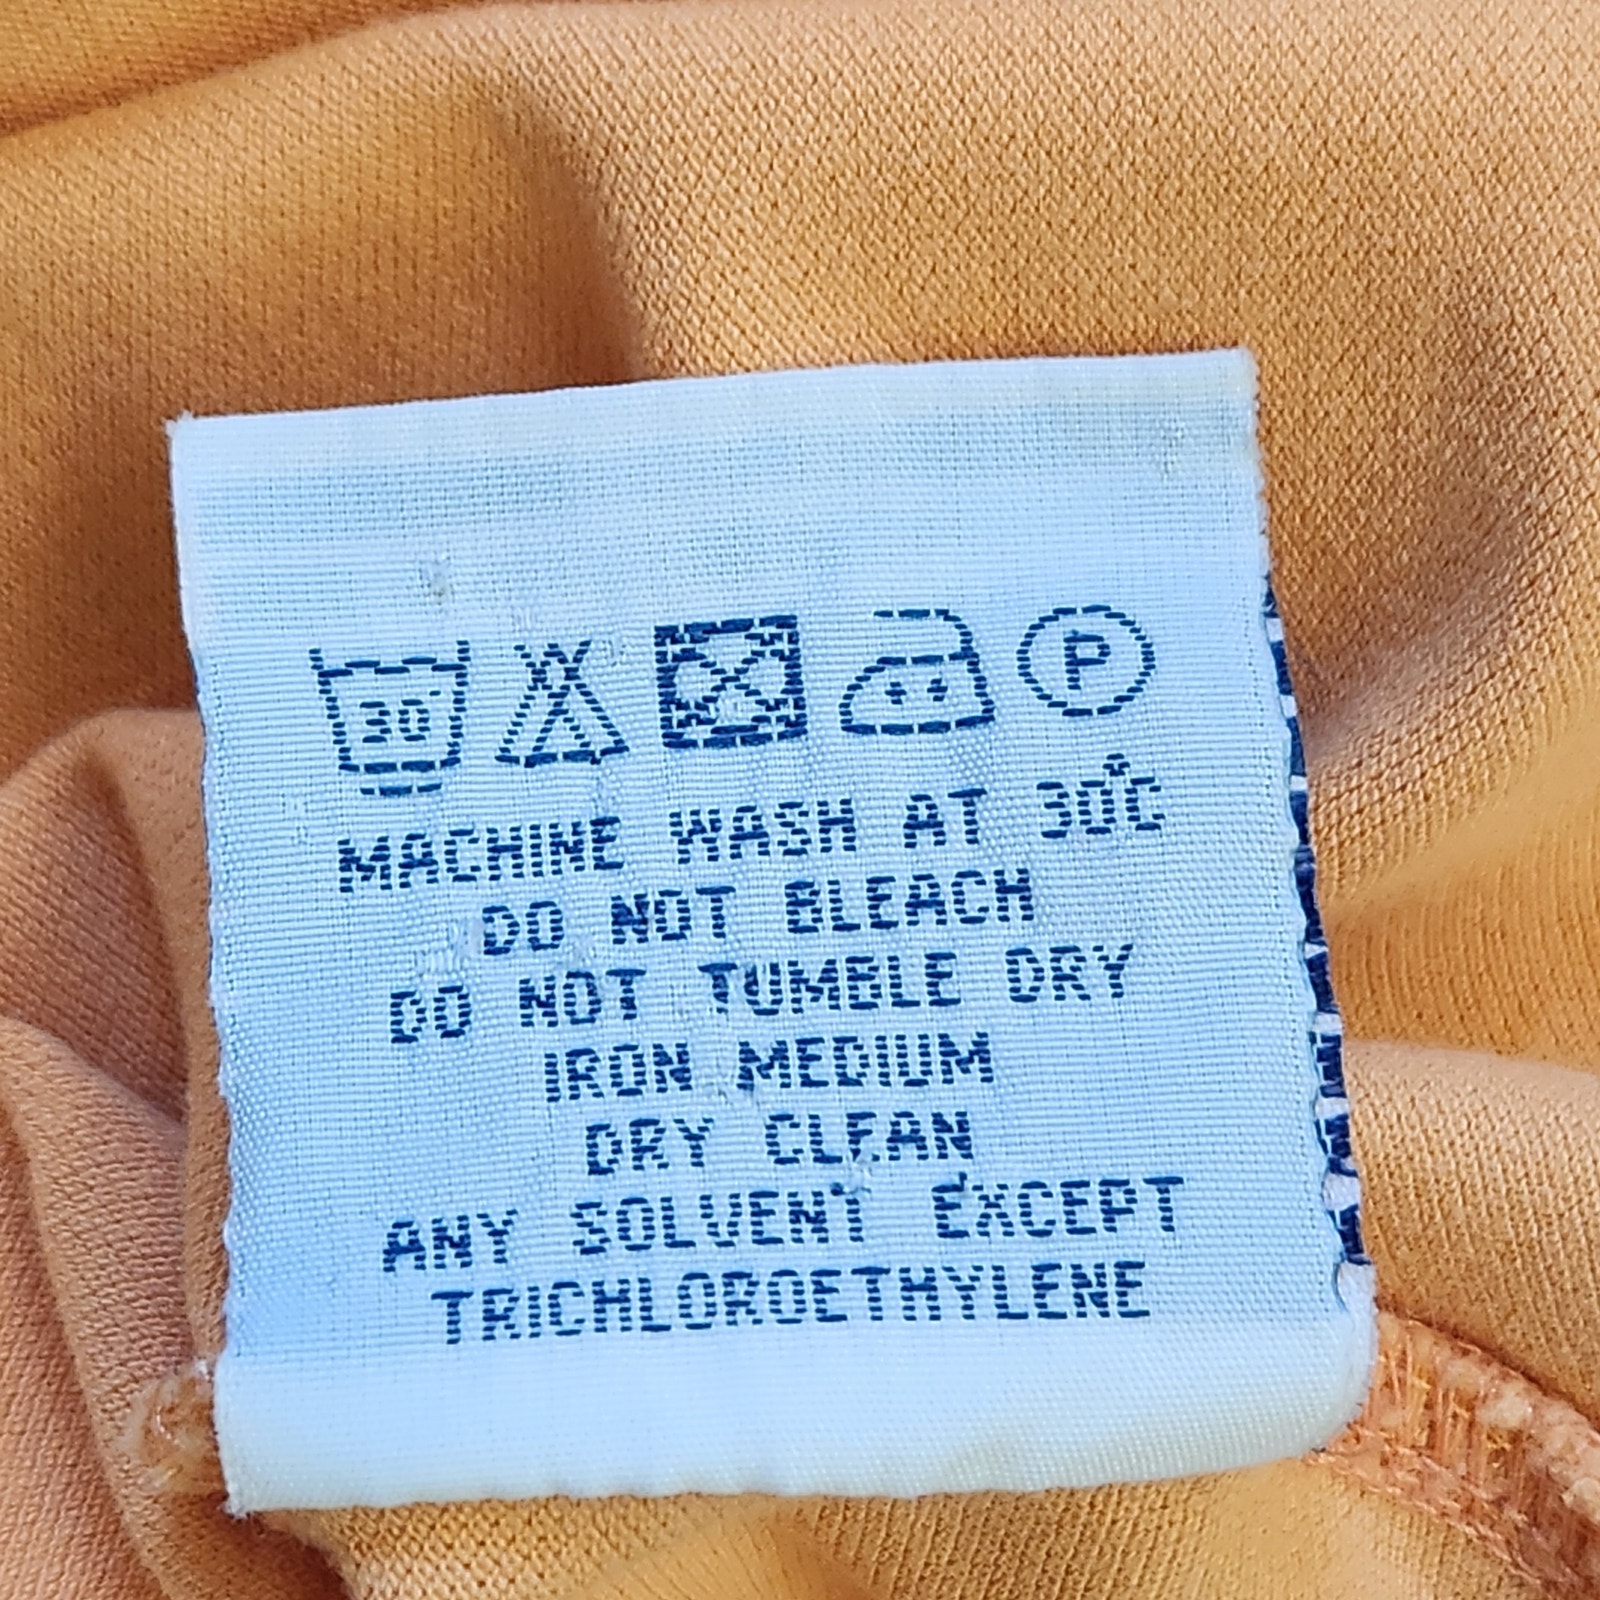 30°
P
MACHINE WASH AT 30°C
DO NOT BLEACH
DO NOT TUMBLE DRY
IRON MEDIUM
DRY CLEAN
ANY SOLVENT EXCEPT
TRICHLOROETHYLENE